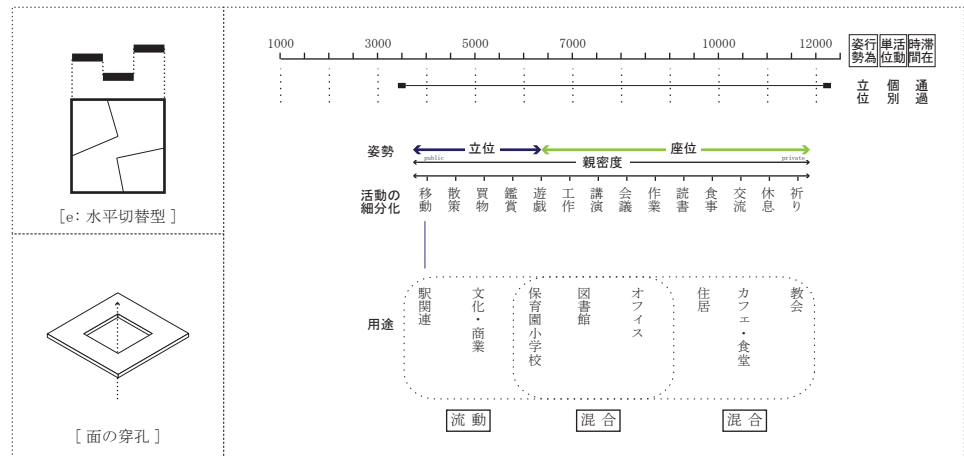 [e: 水平切替型 ]
[ 面の穿孔 ]
1000 3000 5000 7000 10000 12000
行為姿勢 活動単位 滞在時間
立位 個別 通過
姿勢 立位 座位
public 親密度 private
活動の細分化
移動 散策 買物 鑑賞 遊戯 工作 講演 会議 作業 読書 食事 交流 休息 祈り
用途
駅関連 文化・商業 保育園小学校 図書館 オフィス 住居 カフェ・食堂 教会
流動 混合 混合